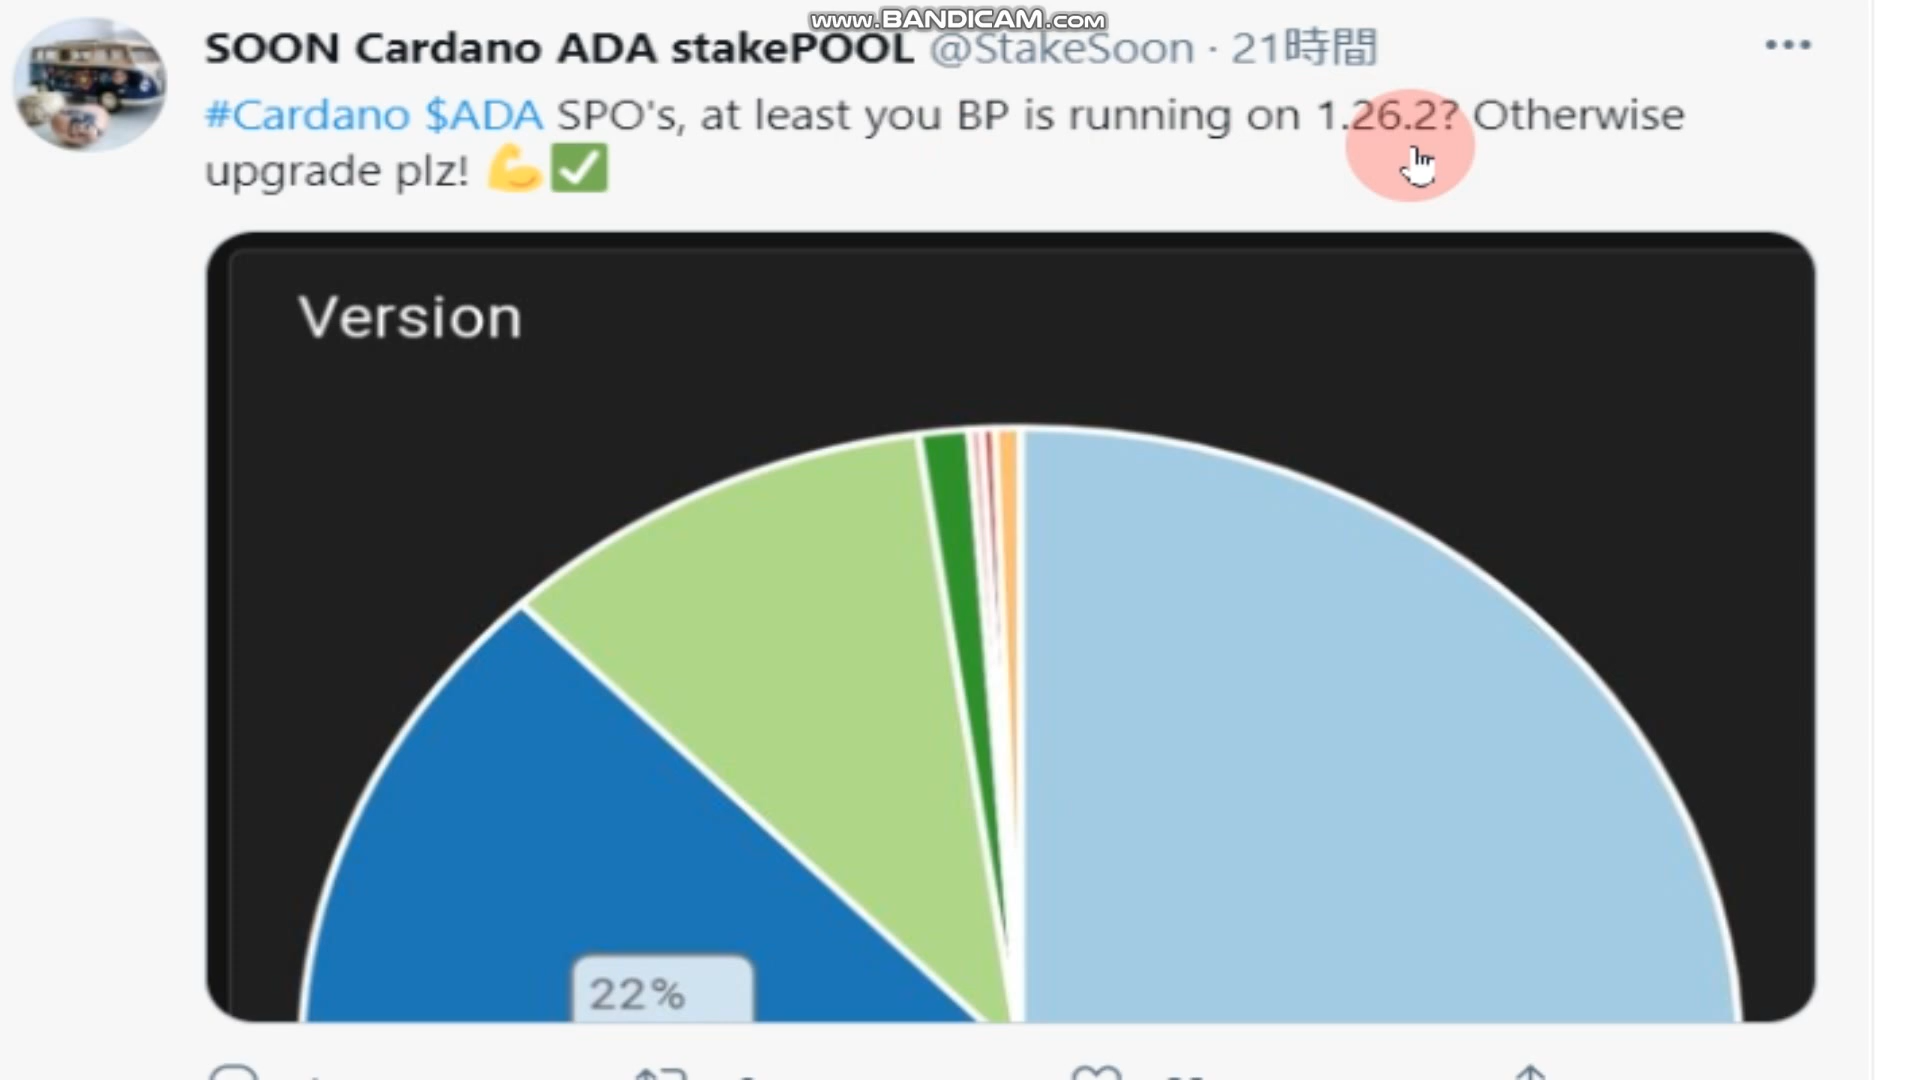 www.BANDICAM.com
SOON Cardano ADA stakePOOL @StakeSoon · 21時間
#Cardano $ADA SPO's, at least you BP is running on 1.26.2? Otherwise
upgrade plz! 💪✅
Version
22%